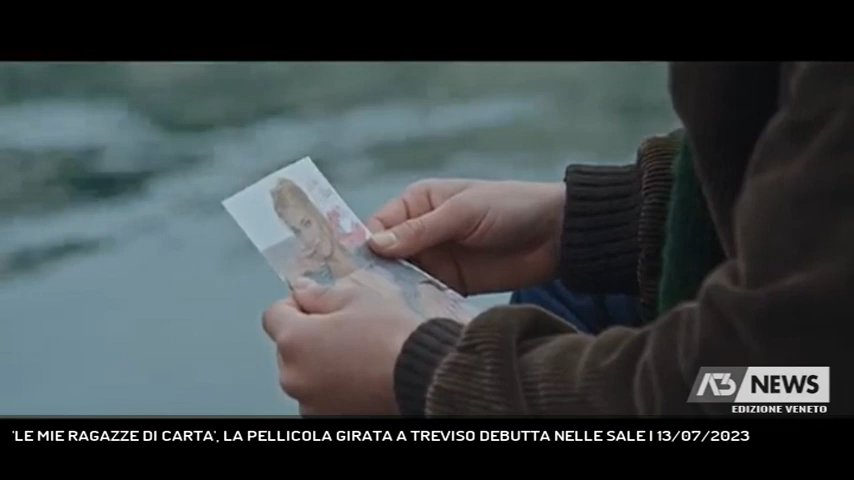 A3 NEWS
EDIZIONE VENETO
'LE MIE RAGAZZE DI CARTA', LA PELLICOLA GIRATA A TREVISO DEBUTTA NELLE SALE | 13/07/2023